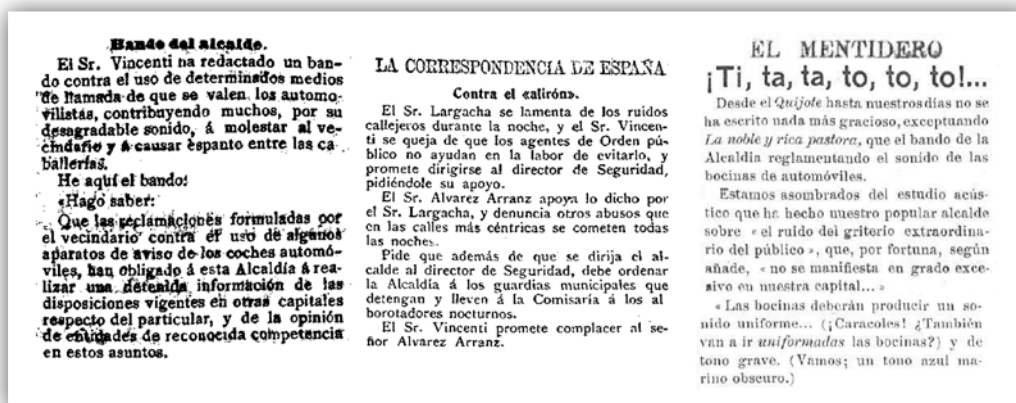 Bando del alcalde.
El Sr. Vincenti ha redactado un ban-
do contra el uso de determinados medios
de llamada de que se valen los automo-
vilistas, contribuyendo muchos, por su
desagradable sonido, á molestar al ve-
cindario y á causar espanto entre las ca
ballerías.
He aquí el bando:
«Hago saber:
Que las reclamaciones formuladas por
el vecindario contra el uso de algunos
aparatos de aviso de los coches automó-
viles, han obligado á esta Alcaldía á rea-
lizar una detenida información de las
disposiciones vigentes en otras capitales
respecto del particular, y de la opinión
de entidades de reconocida competencia
en estos asuntos.
LA CORRESPONDENCIA DE ESPAÑA
Contra el «alirón».
El Sr. Largacha se lamenta de los ruidos
callejeros durante la noche, y el Sr. Vincen-
ti se queja de que los agentes de Orden pú-
blico no ayudan en la labor de evitarlo, y
promete dirigirse al director de Seguridad,
pidiéndole su apoyo.
El Sr. Alvarez Arranz apoya lo dicho por
el Sr. Largacha, y denuncia otros abusos que
en las calles más céntricas se cometen todas
las noches.
Pide que además de que se dirija el al-
calde al director de Seguridad, debe ordenar
la Alcaldía á los guardias municipales que
detengan y lleven á la Comisaría á los al
borotadores nocturnos.
El Sr. Vincenti promete complacer al se-
ñor Alvarez Arranz.
EL MENTIDERO
¡Ti, ta, ta, to, to, to!...
Desde el Quijote hasta nuestros dias no se
ha escrito nada más gracioso, exceptuando
La noble y rica pastora, que el bando de la
Alcaldía reglamentando el sonido de las
bocinas de automóviles.
Estamos asombrados del estudio acús-
tico que ha hecho nuestro popular alcalde
sobre «el ruido del griterio extraordina-
rio del público», que, por fortuna, según
añade, «no se manifiesta en grado exce-
sivo en nuestra capital...»
«Las bocinas deberán producir un so-
nido uniforme... (¡Caracoles! ¿También
van a ir uniformadas las bocinas?) y de
tono grave. (Vamos; un tono azul ma-
rino obscuro.)